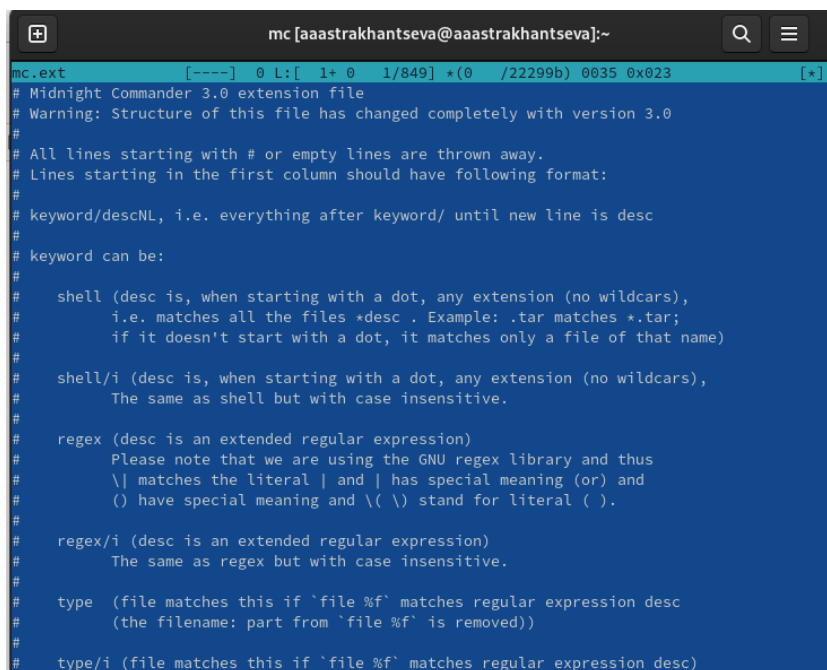 mc [aaastrakhantseva@aaastrakhantseva]:~
mc.ext [----] 0 L:[ 1+ 0 1/849] *(0 /22299b) 0035 0x023 [*]
# Midnight Commander 3.0 extension file
# Warning: Structure of this file has changed completely with version 3.0
#
# All lines starting with # or empty lines are thrown away.
# Lines starting in the first column should have following format:
#
# keyword/descNL, i.e. everything after keyword/ until new line is desc
#
# keyword can be:
#
# shell (desc is, when starting with a dot, any extension (no wildcars),
# i.e. matches all the files *desc . Example: .tar matches *.tar;
# if it doesn't start with a dot, it matches only a file of that name)
#
# shell/i (desc is, when starting with a dot, any extension (no wildcars),
# The same as shell but with case insensitive.
#
# regex (desc is an extended regular expression)
# Please note that we are using the GNU regex library and thus
# \| matches the literal | and | has special meaning (or) and
# () have special meaning and \( \) stand for literal ( ).
#
# regex/i (desc is an extended regular expression)
# The same as regex but with case insensitive.
#
# type (file matches this if `file %f` matches regular expression desc
# (the filename: part from `file %f` is removed))
#
# type/i (file matches this if `file %f` matches regular expression desc)